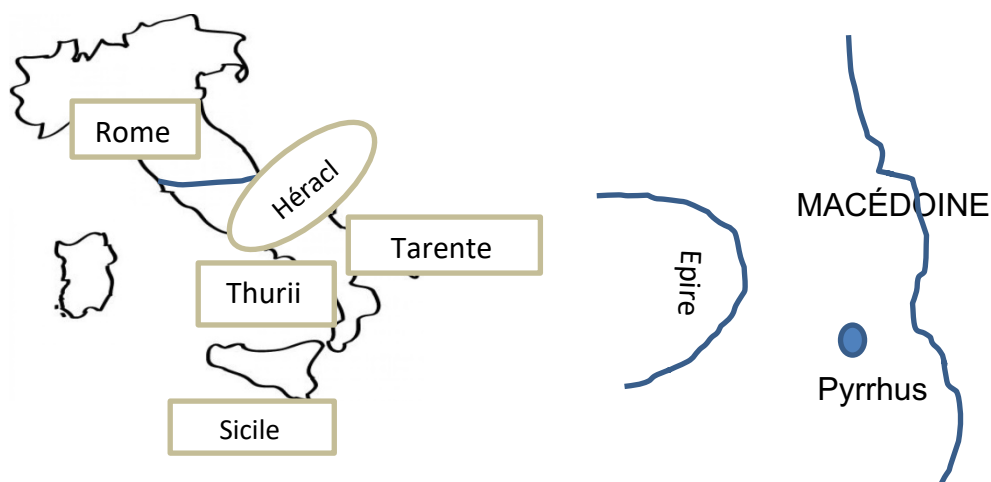 Rome
Héracl
MACÉDOINE
Tarente
Epire
Thurii
Pyrrhus
Sicile